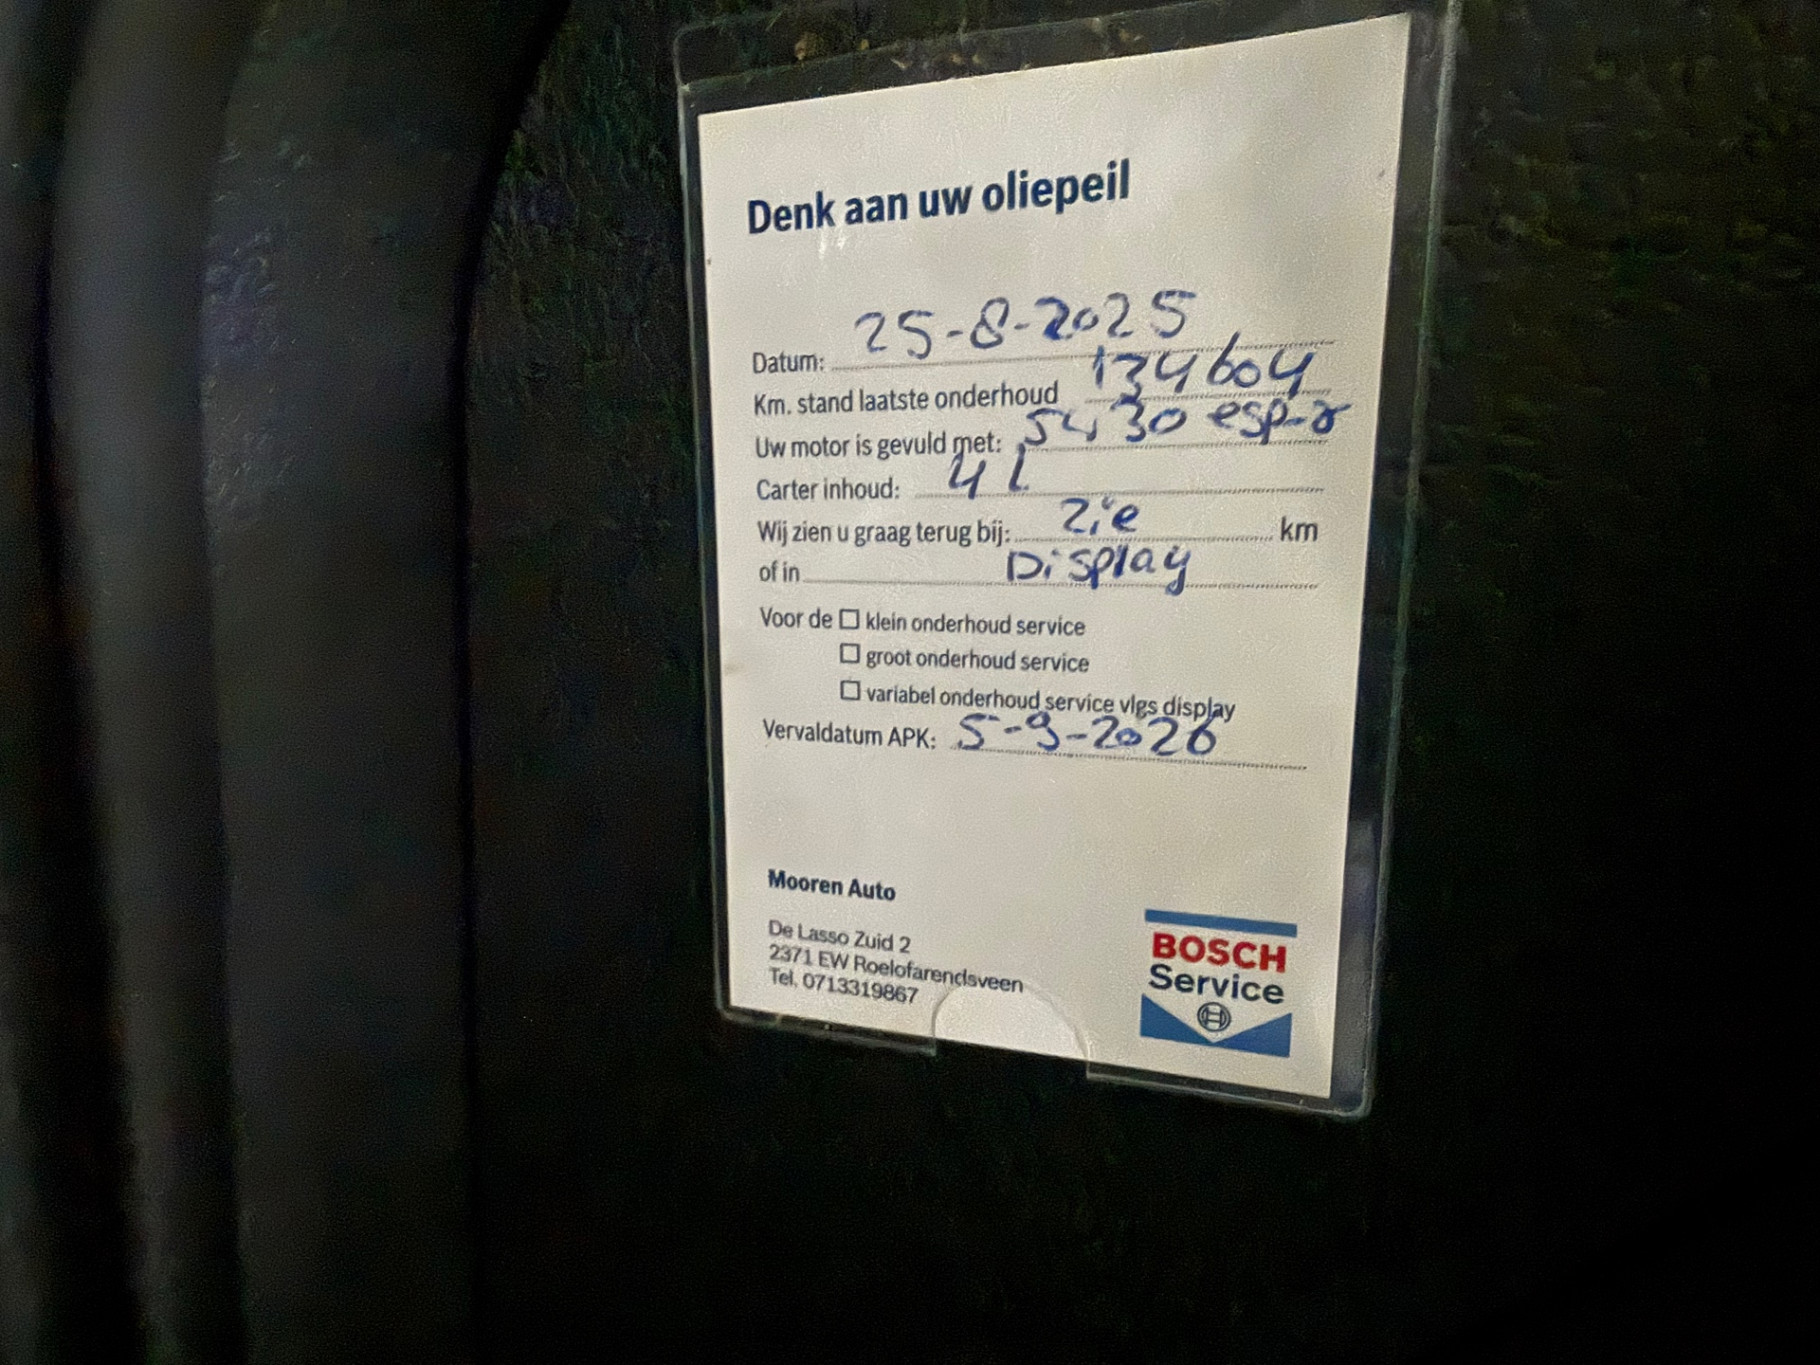 Denk aan uw oliepeil
Datum: 25-8-2025
Km. stand laatste onderhoud 134604
Uw motor is gevuld met: 5w30 esp-
Carter inhoud: 4 L
Wij zien u graag terug bij: zie km
of in Display
Voor de ☐ klein onderhoud service
☐ groot onderhoud service
☐ variabel onderhoud service vlgs display
Vervaldatum APK: 5-9-2026
Mooren Auto
De Lasso Zuid 2
2371 EW Roelofarendsveen
Tel. 0713319867
BOSCH
Service